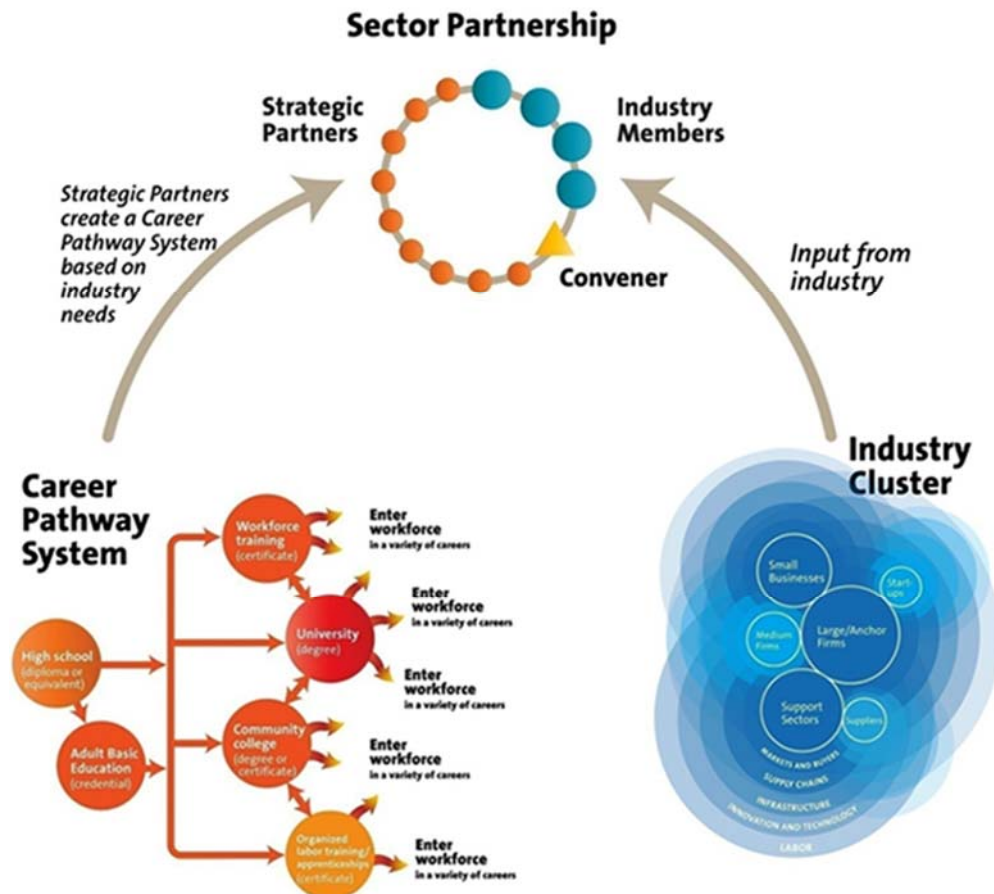 Sector Partnership
Strategic
Partners
Industry
Members
Convener
Strategic Partners
create a Career
Pathway System
based on
industry
needs
Input from
industry
Career
Pathway
System
High school
(diploma or
equivalent)
Adult Basic
Education
(credential)
Workforce
training
(certificate)
Enter
workforce
in a variety of careers
University
(degree)
Enter
workforce
in a variety of careers
Enter
workforce
in a variety of careers
Community
college
(degree or
certificate)
Enter
workforce
in a variety of careers
Organized
labor training/
apprenticeships
(certificate)
Enter
workforce
in a variety of careers
Industry
Cluster
Small
Businesses
Start-
ups
Medium
Firms
Large/Anchor
Firms
Support
Sectors
Suppliers
MARKETS AND BUYERS
SUPPLY CHAINS
INFRASTRUCTURE
INNOVATION AND TECHNOLOGY
LABOR